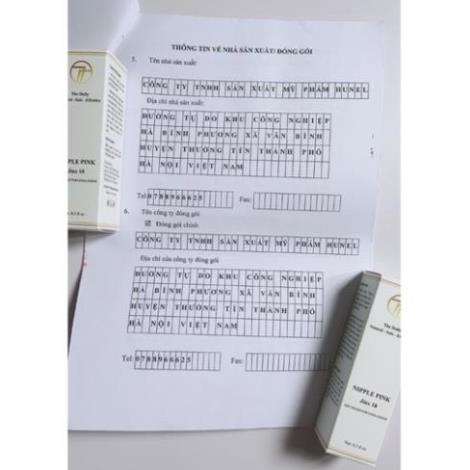 THÔNG TIN VỀ NHÀ SẢN XUẤT/ ĐÓNG GÓI
5. Tên nhà sản xuất:
CÔNG TY TNHH SẢN XUẤT MỸ PHẨM HUNEL
Địa chỉ nhà sản xuất:
ĐƯỜNG TỰ DO KHU CÔNG NGHIỆP
HÀ BÌNH PHƯƠNG XÃ VĂN BÌNH
HUYỆN THƯỜNG TÍN THÀNH PHỐ
HÀ NỘI VIỆT NAM
Tel: 0788966625 Fax:
6. Tên công ty đóng gói
Đóng gói chính
CÔNG TY TNHH SẢN XUẤT MỸ PHẨM HUNEL
Địa chỉ của công ty đóng gói
ĐƯỜNG TỰ DO KHU CÔNG NGHIỆP
HÀ BÌNH PHƯƠNG XÃ VĂN BÌNH
HUYỆN THƯỜNG TÍN THÀNH PHỐ
HÀ NỘI VIỆT NAM
Tel: 0788966625 Fax:
NIPPLE PINK
Jinx 18
NIPPLE PINK
Jinx 18